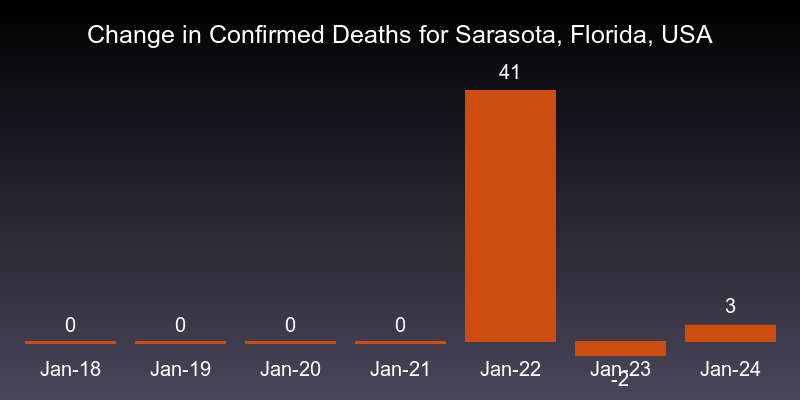 Change in Confirmed Deaths for Sarasota, Florida, USA
41
0 0 0 0 3
Jan-18 Jan-19 Jan-20 Jan-21 Jan-22 Jan-23 Jan-24
-2